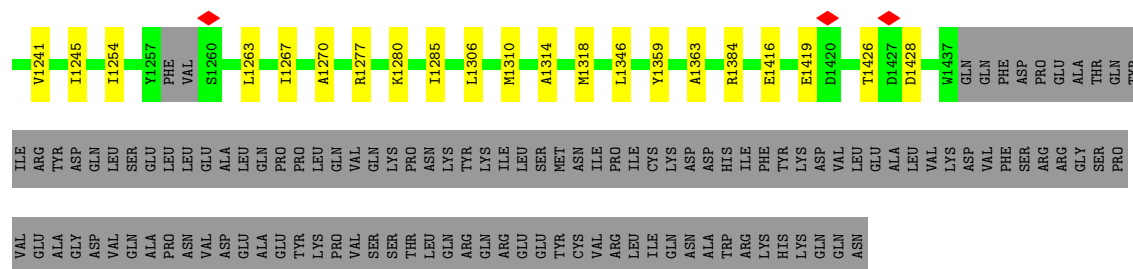 V1241 I1245 I1254 Y1257 PHE VAL S1260 L1263 I1267 A1270 R1277 K1280 I1285 L1306 M1310 A1314 M1318 L1346 Y1359 A1363 R1384 E1416 E1419 D1420 T1426 D1427 D1428 W1437 GLN GLN PHE ASP PRO GLU ALA THR GLN TYR
ILE ARG TYR ASP GLN LEU SER GLU LEU LEU GLU ALA LEU GLN PRO PRO LEU GLN VAL GLN LYS PRO ASN LYS TYR LYS ILE LEU SER MET ASN ILE PRO ILE CYS LYS ASP ASP HIS ILE PHE TYR LYS ASP VAL LEU GLU ALA LEU VAL LYS ASP VAL PHE SER ARG ARG GLY SER PRO
VAL GLU ALA GLY ASP VAL GLN ALA PRO ASN VAL ASP GLU ALA GLU TYR LYS PRO VAL SER SER THR LEU GLN ARG GLN ARG GLU GLU TYR CYS VAL ARG LEU ILE GLN ASN ALA TRP ARG LYS HIS LYS GLN GLN ASN